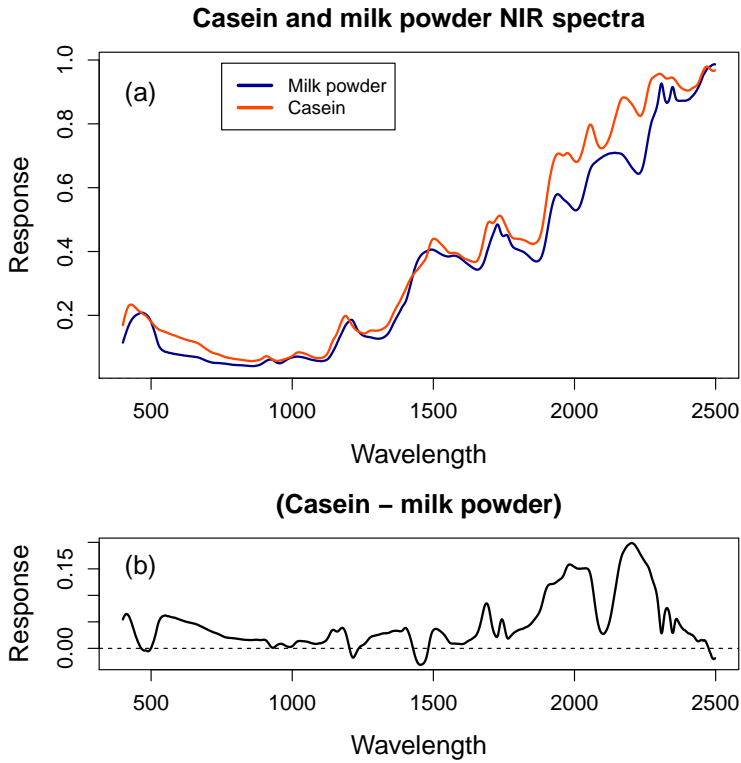 Casein and milk powder NIR spectra
(a)
Milk powder
Casein
Response
1.0
0.8
0.6
0.4
0.2
500 1000 1500 2000 2500
Wavelength
(Casein − milk powder)
(b)
Response
0.15
0.00
500 1000 1500 2000 2500
Wavelength